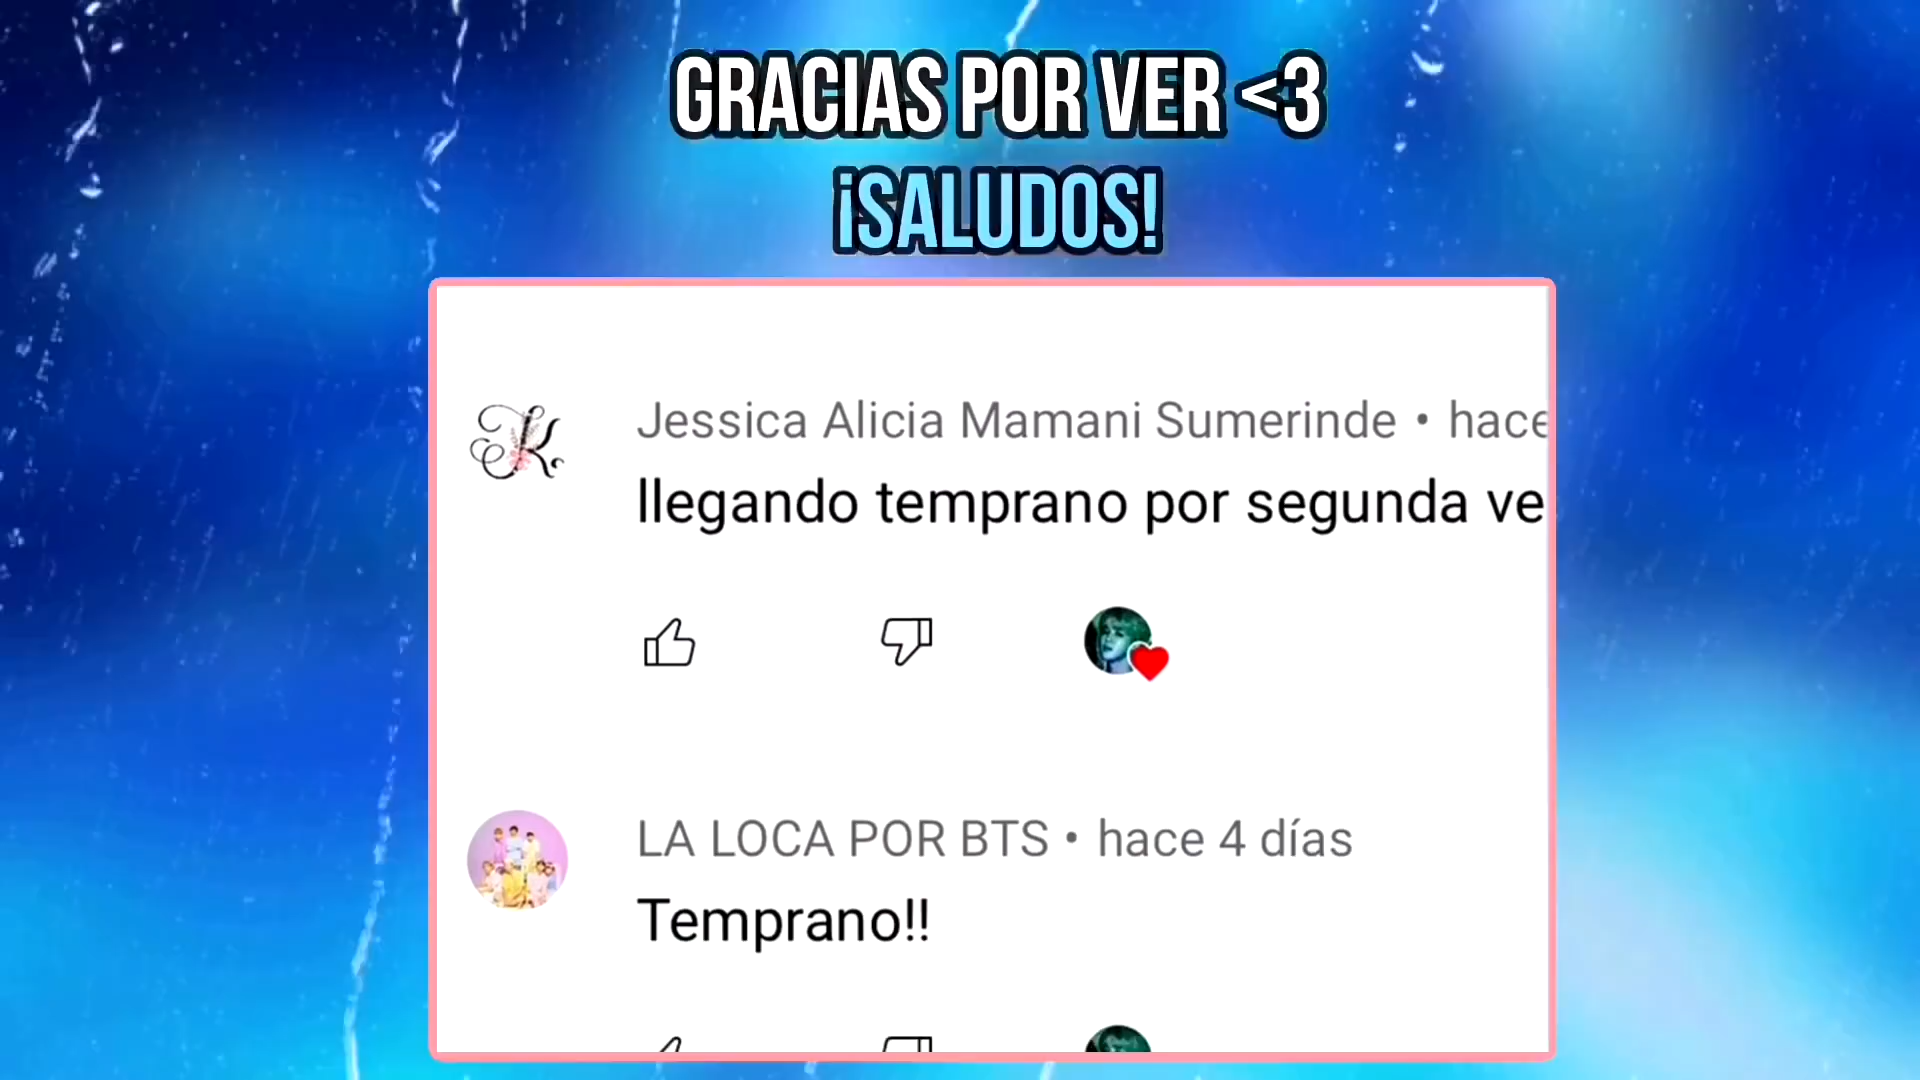 GRACIAS POR VER <3
¡SALUDOS!
Jessica Alicia Mamani Sumerinde • hace
llegando temprano por segunda ve
LA LOCA POR BTS • hace 4 días
Temprano!!